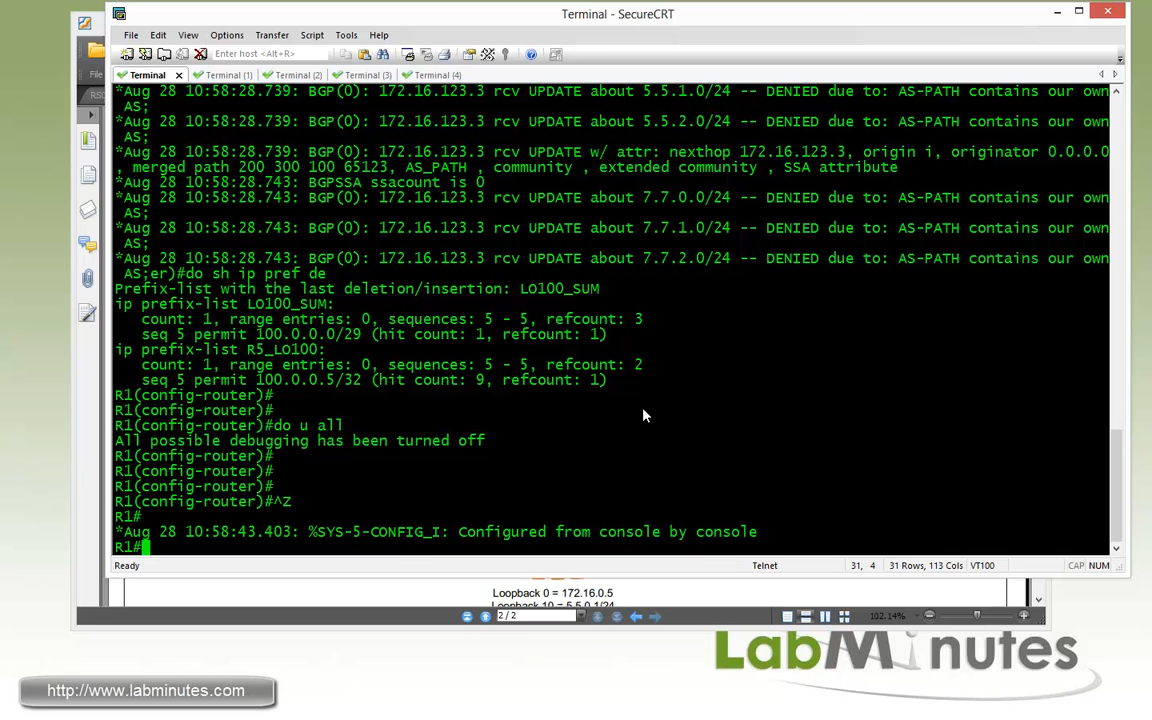 Terminal - SecureCRT
File Edit View Options Transfer Script Tools Help
Enter host <Alt+R>
File
Terminal Terminal (1) Terminal (2) Terminal (3) Terminal (4)
*Aug 28 10:58:28.739: BGP(0): 172.16.123.3 rcv UPDATE about 5.5.1.0/24 -- DENIED due to: AS-PATH contains our own
AS;
*Aug 28 10:58:28.739: BGP(0): 172.16.123.3 rcv UPDATE about 5.5.2.0/24 -- DENIED due to: AS-PATH contains our own
AS;
*Aug 28 10:58:28.739: BGP(0): 172.16.123.3 rcv UPDATE w/ attr: nexthop 172.16.123.3, origin i, originator 0.0.0.0
, merged path 200 300 100 65123, AS_PATH , community , extended community , SSA attribute
*Aug 28 10:58:28.743: BGPSSA ssacount is 0
*Aug 28 10:58:28.743: BGP(0): 172.16.123.3 rcv UPDATE about 7.7.0.0/24 -- DENIED due to: AS-PATH contains our own
AS;
*Aug 28 10:58:28.743: BGP(0): 172.16.123.3 rcv UPDATE about 7.7.1.0/24 -- DENIED due to: AS-PATH contains our own
AS;
*Aug 28 10:58:28.743: BGP(0): 172.16.123.3 rcv UPDATE about 7.7.2.0/24 -- DENIED due to: AS-PATH contains our own
AS;er)#do sh ip pref de
Prefix-list with the last deletion/insertion: LO100_SUM
ip prefix-list LO100_SUM:
count: 1, range entries: 0, sequences: 5 - 5, refcount: 3
seq 5 permit 100.0.0.0/29 (hit count: 1, refcount: 1)
ip prefix-list R5_LO100:
count: 1, range entries: 0, sequences: 5 - 5, refcount: 2
seq 5 permit 100.0.0.5/32 (hit count: 9, refcount: 1)
R1(config-router)#
R1(config-router)#
R1(config-router)#do u all
All possible debugging has been turned off
R1(config-router)#
R1(config-router)#
R1(config-router)#
R1(config-router)#^Z
R1#
*Aug 28 10:58:43.403: %SYS-5-CONFIG_I: Configured from console by console
R1#
Ready Telnet 31, 4 31 Rows, 113 Cols VT100 CAP NUM
Loopback 0 = 172.16.0.5
Loopback 10 = 5.5.0.1/24
2 / 2 102.14%
LabMinutes
http://www.labminutes.com